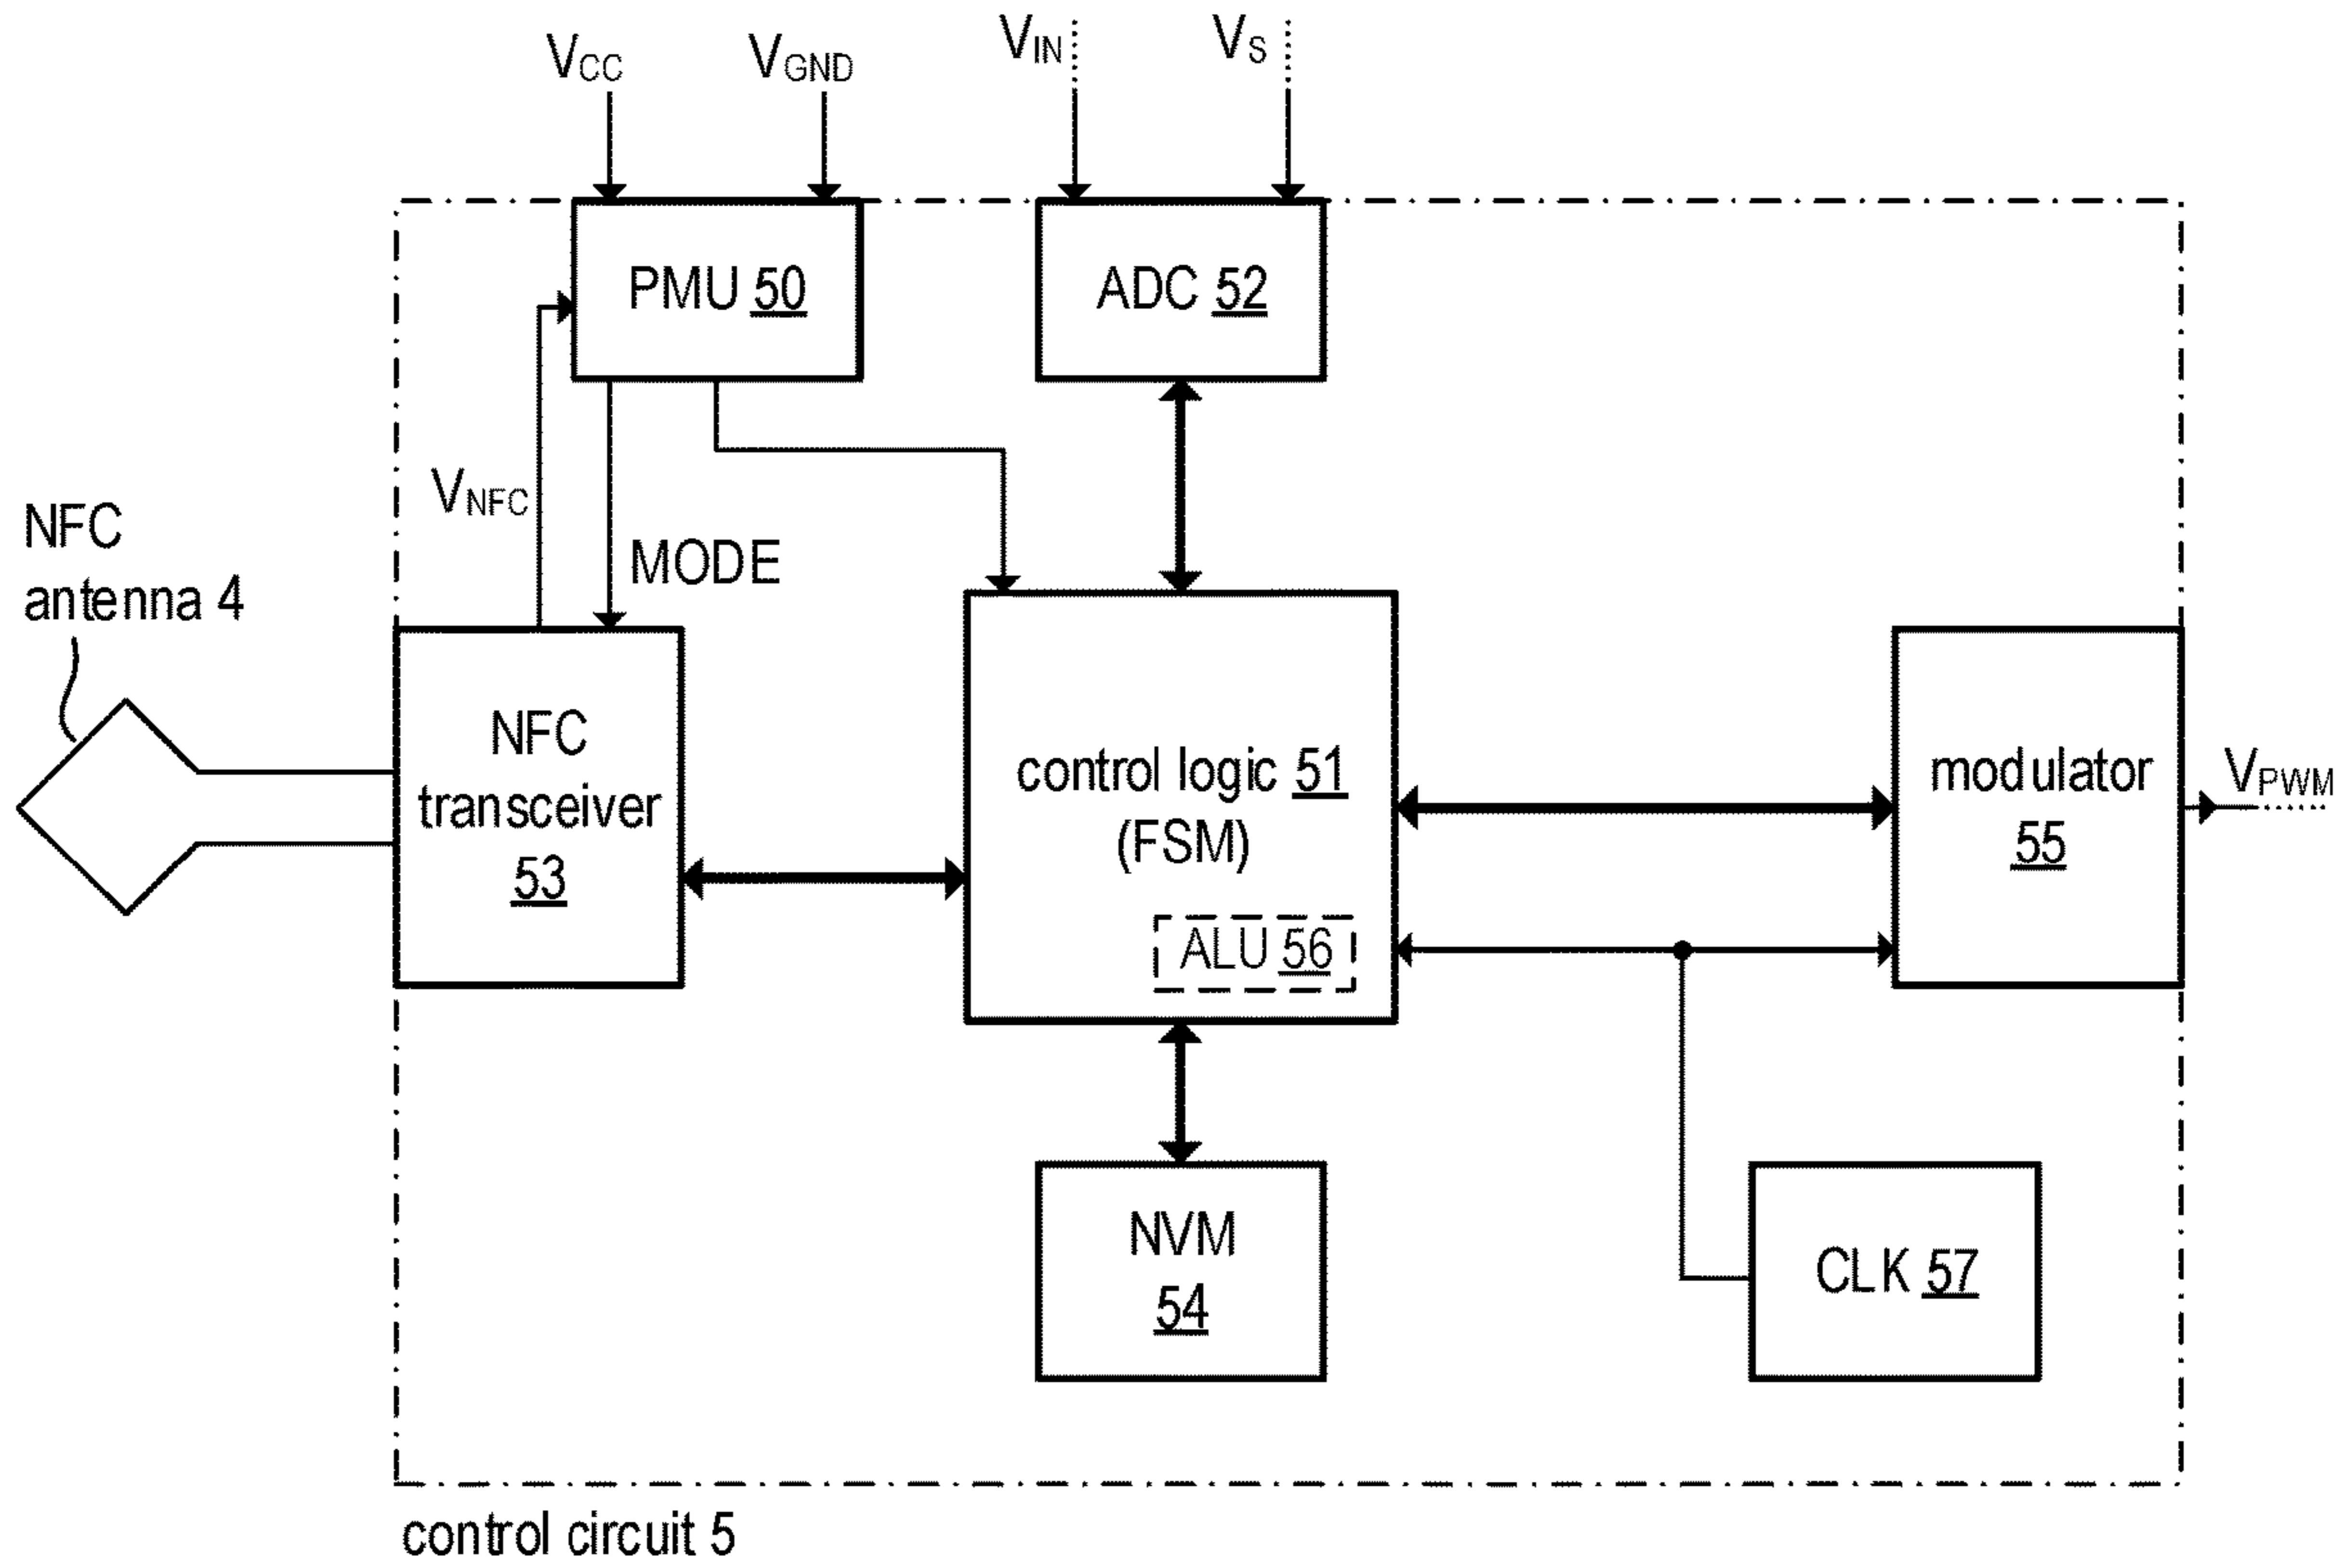 VCC
VGND
VIN
VS
PMU 50
ADC 52
VNFC
MODE
NFC
antenna 4
NFC
transceiver
53
control logic 51
(FSM)
ALU 56
modulator
55
VPWM
NVM
54
CLK 57
control circuit 5